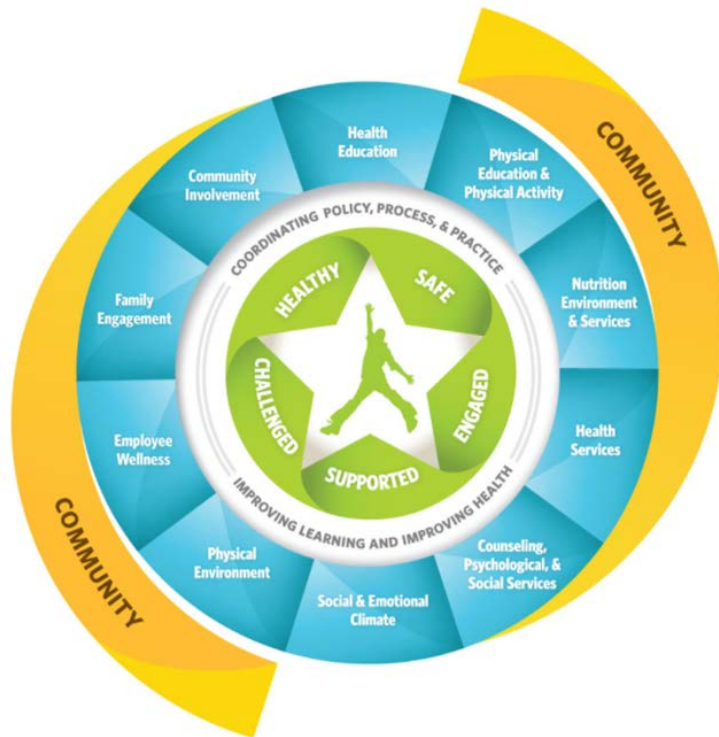 COMMUNITY
Health
Education
Physical
Education &
Physical Activity
Nutrition
Environment
& Services
Health
Services
Counseling,
Psychological, &
Social Services
Social & Emotional
Climate
Physical
Environment
Employee
Wellness
Family
Engagement
Community
Involvement
COORDINATING POLICY, PROCESS, & PRACTICE
IMPROVING LEARNING AND IMPROVING HEALTH
HEALTHY
SAFE
ENGAGED
SUPPORTED
CHALLENGED
COMMUNITY